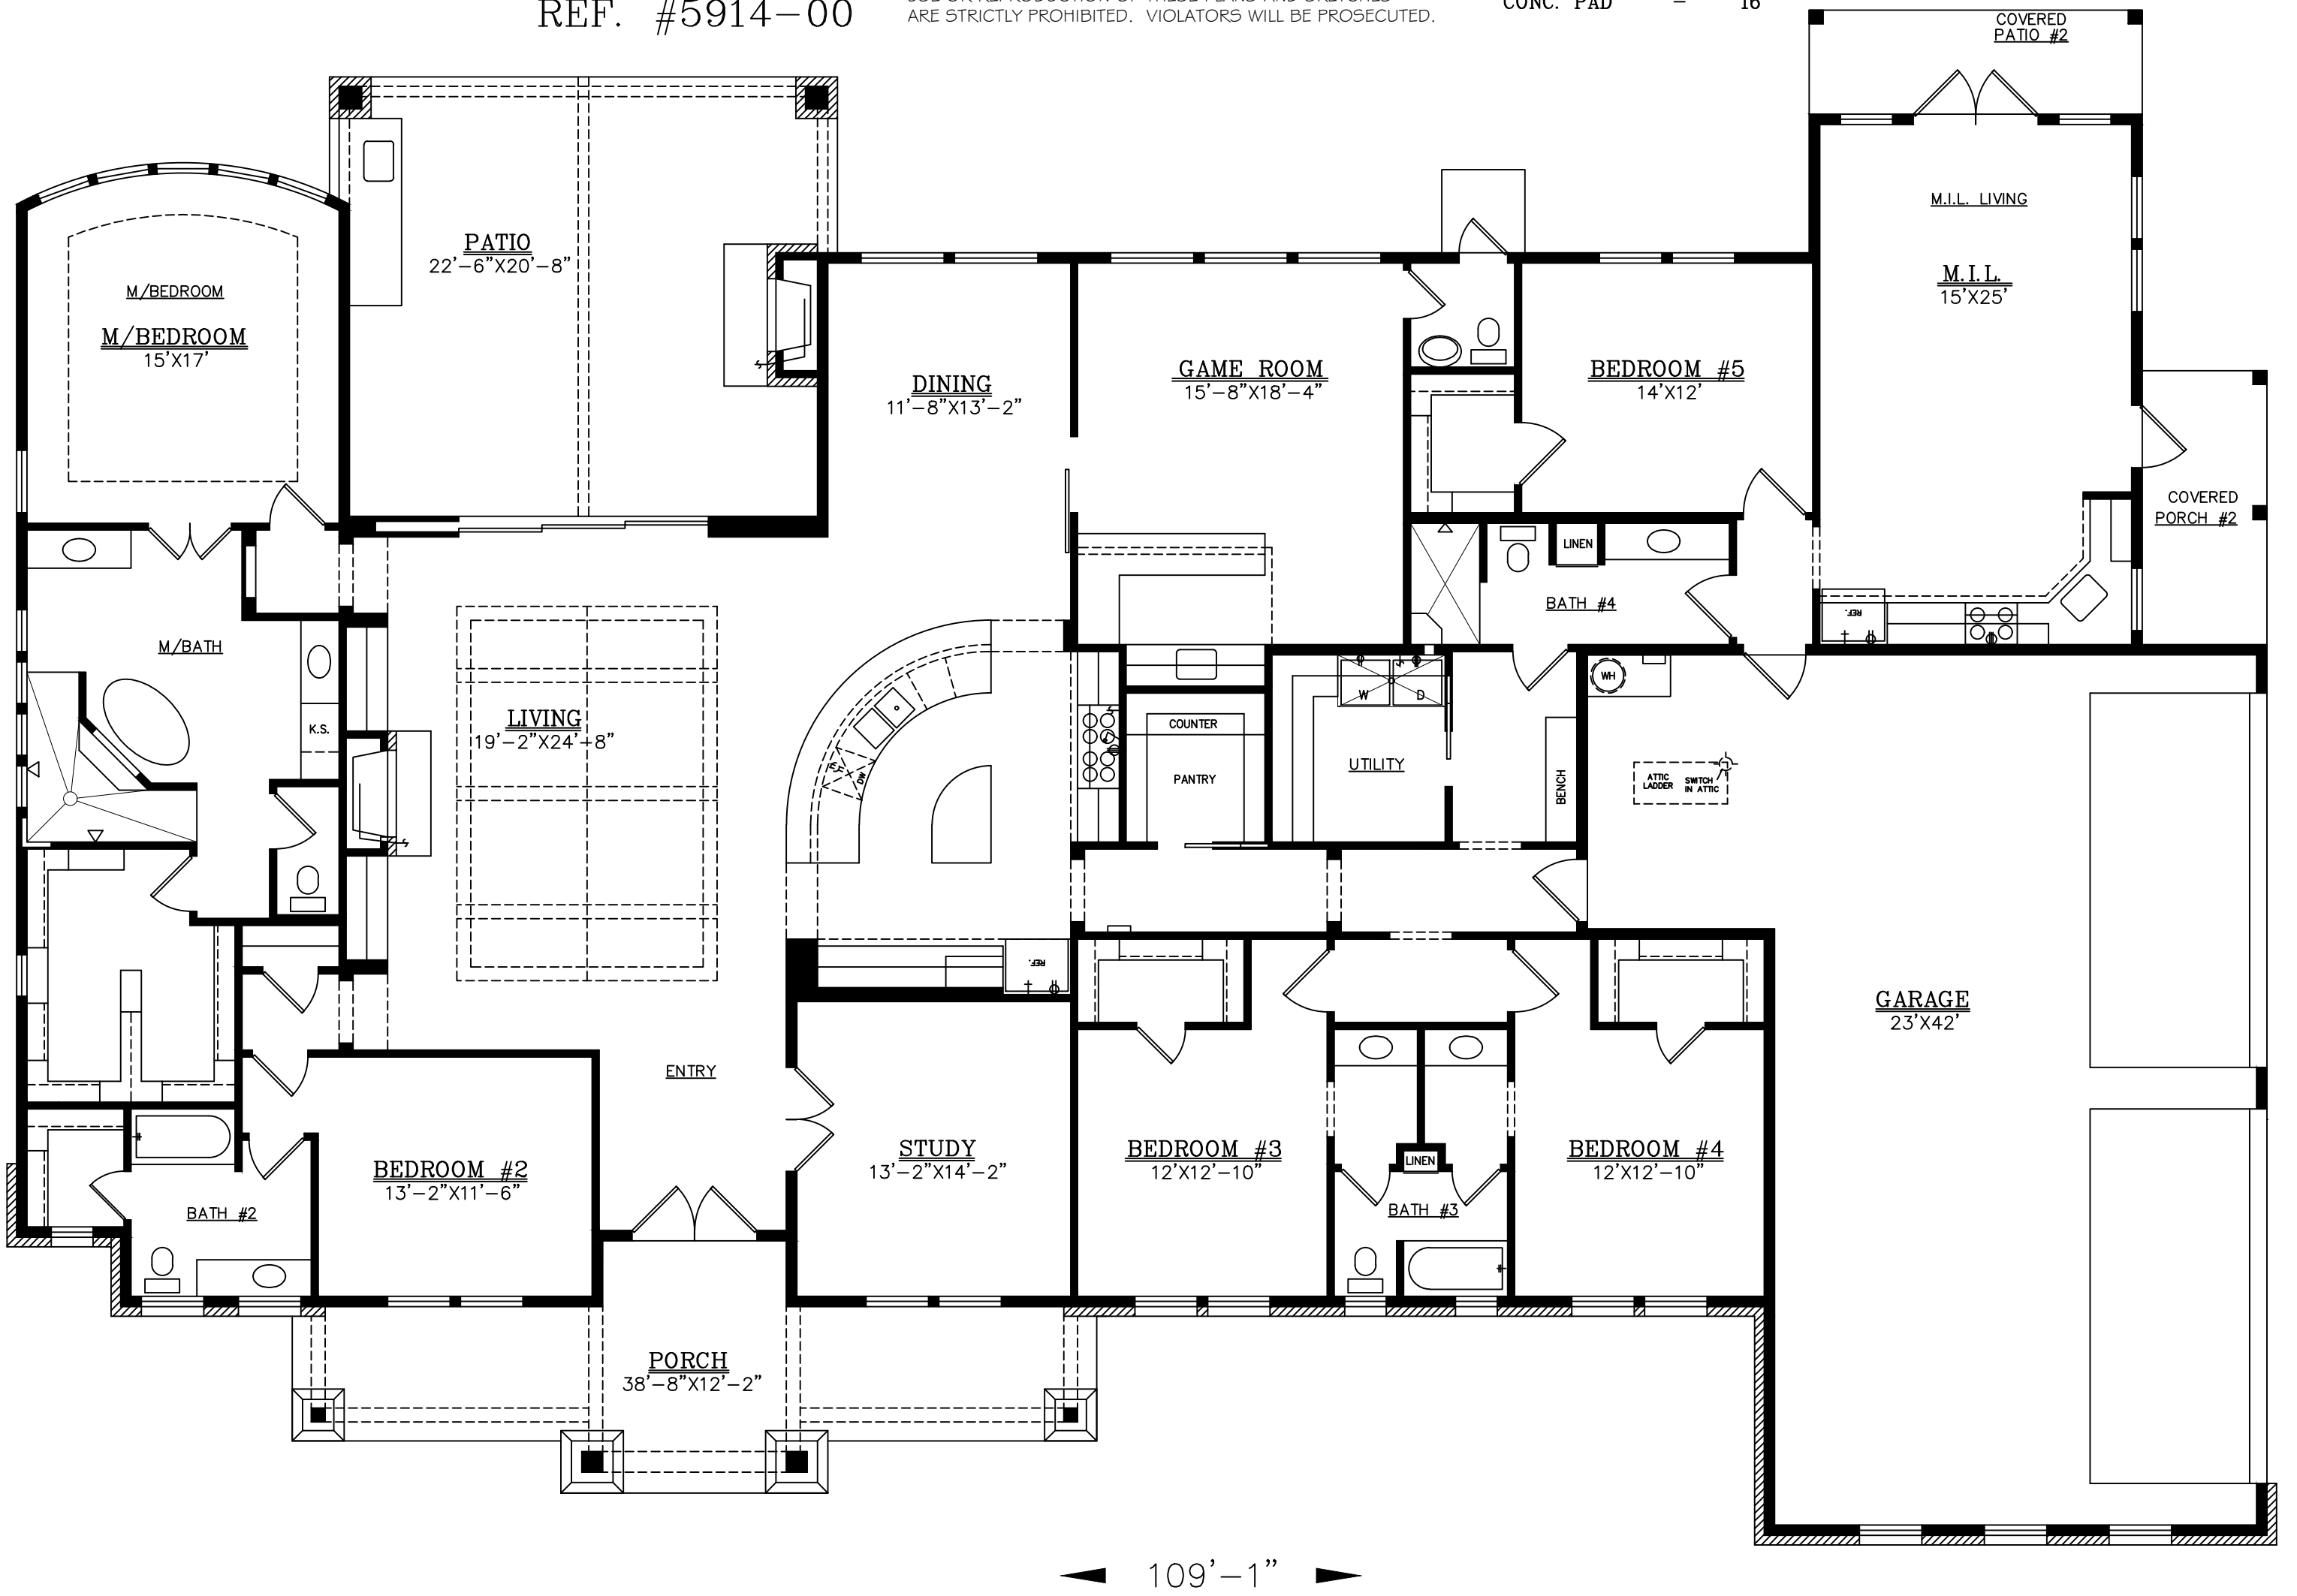 REF. #5914-00
ARE STRICTLY PROHIBITED. VIOLATORS WILL BE PROSECUTED.
CONC. PAD - 16
COVERED
PATIO #2
PATIO
22'-6"X20'-8"
M.I.L. LIVING
M.I.L.
15'X25'
M/BEDROOM
M/BEDROOM
15'X17'
DINING
11'-8"X13'-2"
GAME ROOM
15'-8"X18'-4"
BEDROOM #5
14'X12'
COVERED
PORCH #2
LINEN
BATH #4
REF.
M/BATH
K.S.
LIVING
19'-2"X24'-8"
DW
COUNTER
PANTRY
W
D
UTILITY
BENCH
WH
ATTIC
LADDER
SWITCH
IN ATTIC
REF.
GARAGE
23'X42'
ENTRY
STUDY
13'-2"X14'-2"
BEDROOM #2
13'-2"X11'-6"
BATH #2
BEDROOM #3
12'X12'-10"
LINEN
BATH #3
BEDROOM #4
12'X12'-10"
PORCH
38'-8"X12'-2"
109'-1"